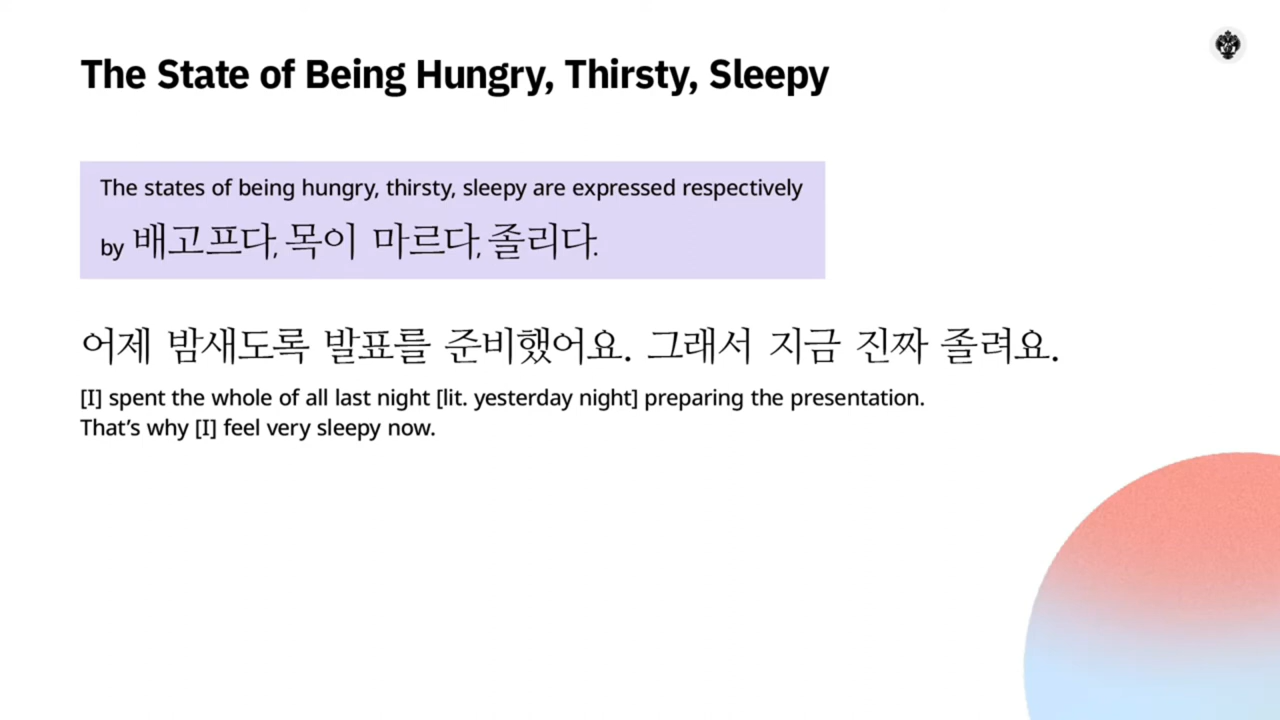 The State of Being Hungry, Thirsty, Sleepy
The states of being hungry, thirsty, sleepy are expressed respectively
by 배고프다, 목이 마르다, 졸리다.
어제 밤새도록 발표를 준비했어요. 그래서 지금 진짜 졸려요.
[I] spent the whole of all last night [lit. yesterday night] preparing the presentation.
That’s why [I] feel very sleepy now.